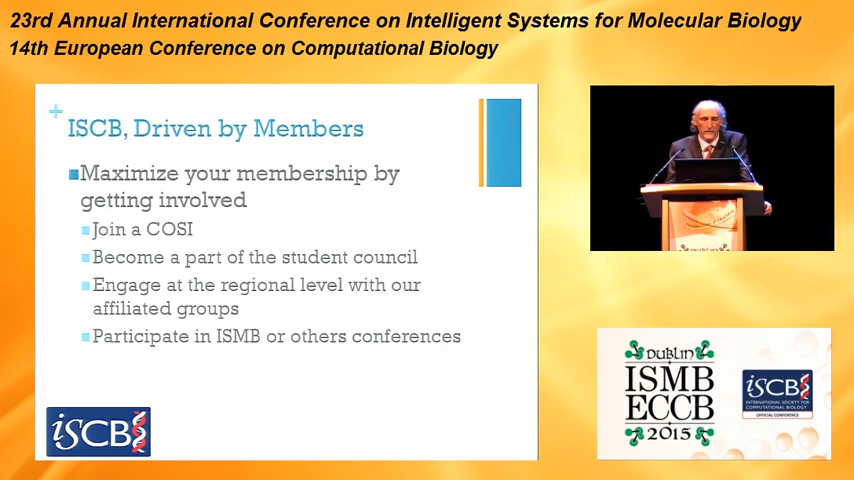 23rd Annual International Conference on Intelligent Systems for Molecular Biology
14th European Conference on Computational Biology
+
ISCB, Driven by Members
Maximize your membership by
getting involved
Join a COSI
Become a part of the student council
Engage at the regional level with our
affiliated groups
Participate in ISMB or others conferences
iSCB
DUBLIN
ISMB
ECCB
2015
iSCB
INTERNATIONAL SOCIETY FOR
COMPUTATIONAL BIOLOGY
OFFICIAL CONFERENCE
DUBLIN